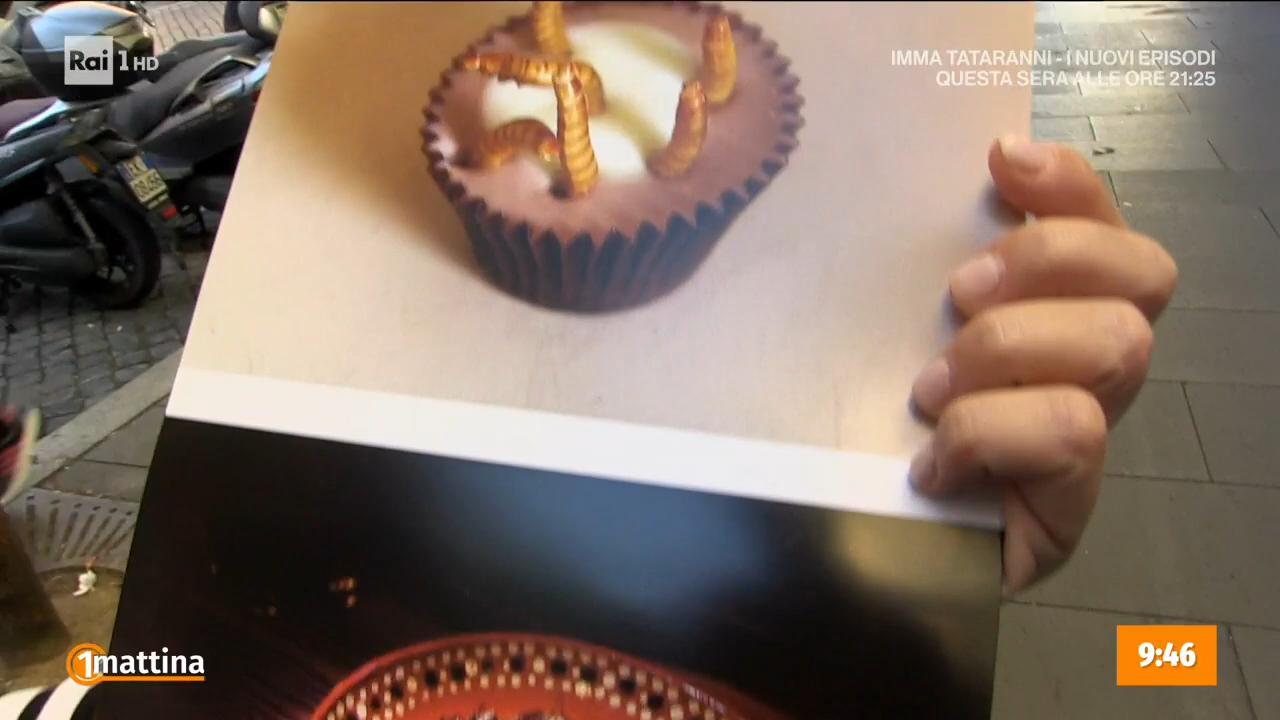 Rai 1 HD
IMMA TATARANNI - I NUOVI EPISODI
QUESTA SERA ALLE ORE 21:25
1mattina
9:46